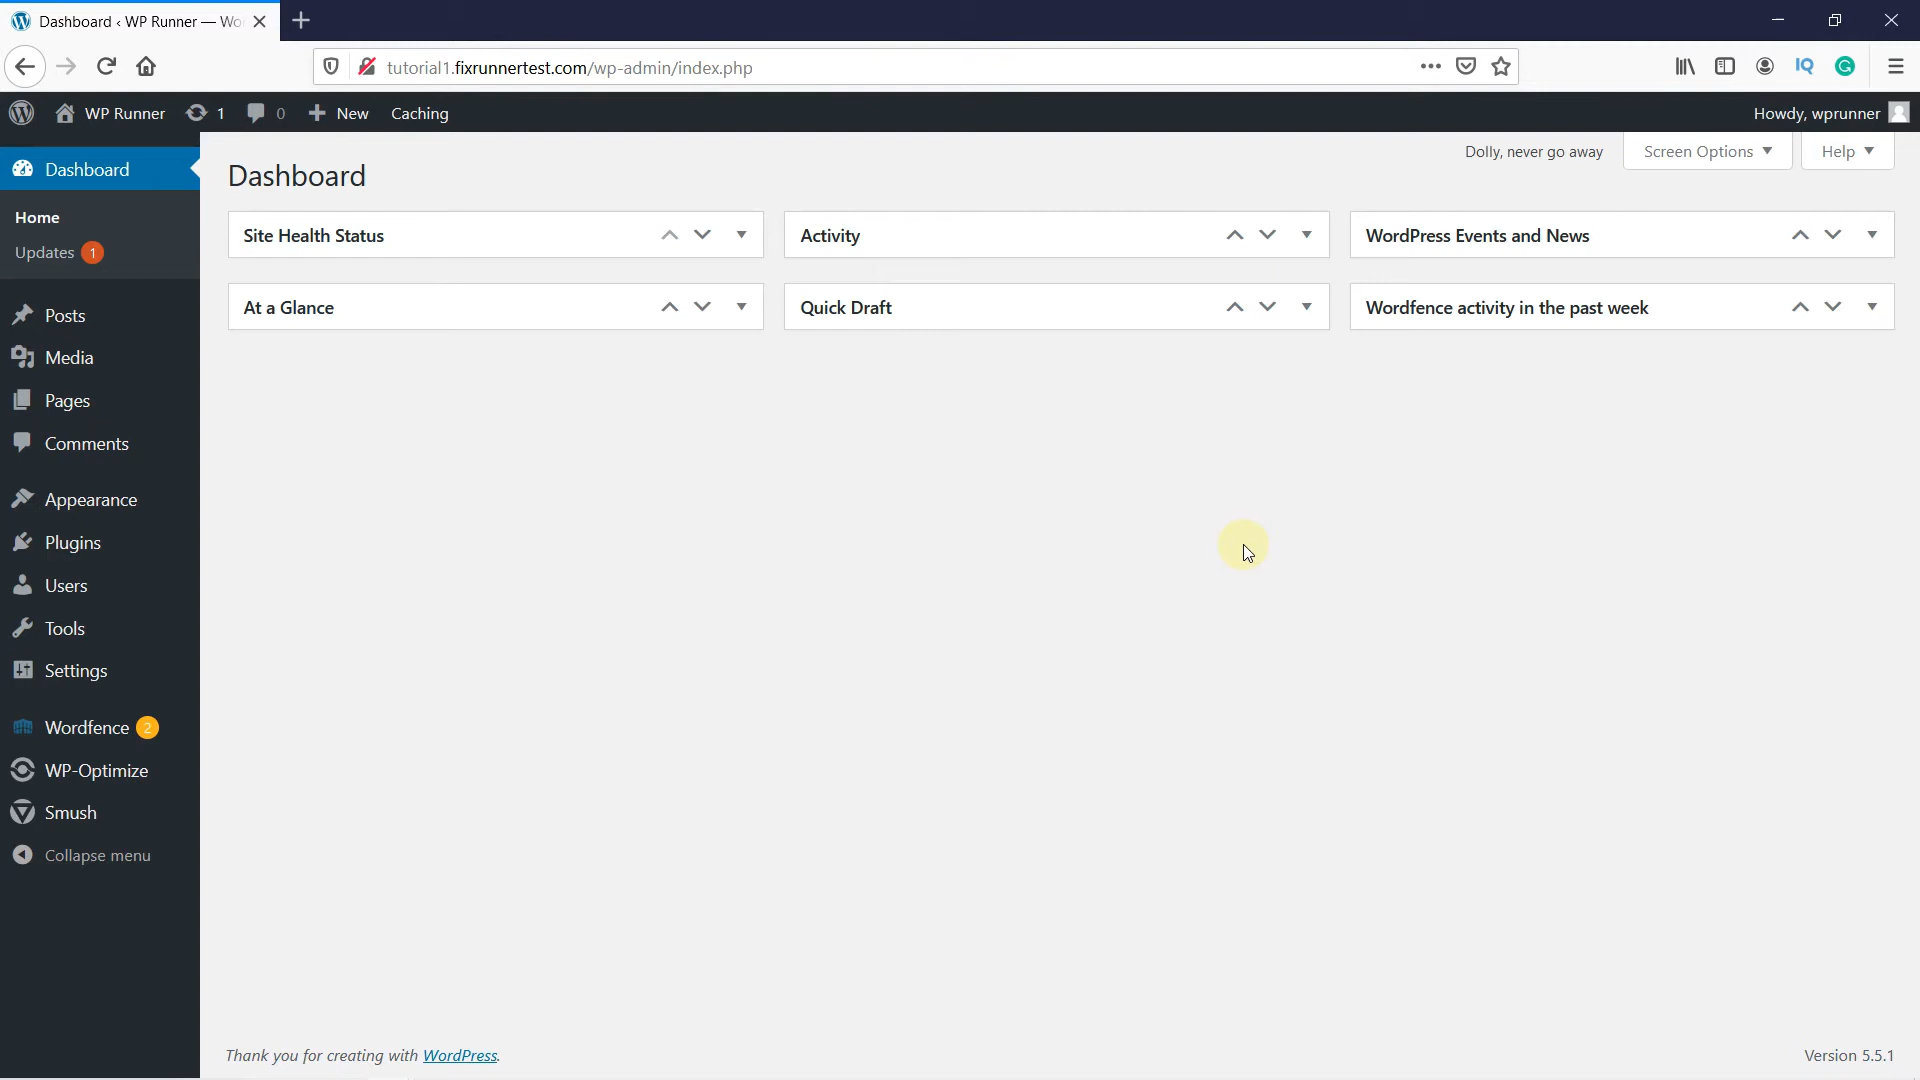 Dashboard ‹ WP Runner — Wo
tutorial1.fixrunnertest.com/wp-admin/index.php
IQ
G
WP Runner 1 0 New Caching
Howdy, wprunner
Dashboard
Home
Updates 1
Posts
Media
Pages
Comments
Appearance
Plugins
Users
Tools
Settings
Wordfence 2
WP-Optimize
Smush
Collapse menu
Dolly, never go away
Screen Options
Help
Dashboard
Site Health Status
Activity
WordPress Events and News
At a Glance
Quick Draft
Wordfence activity in the past week
Thank you for creating with WordPress.
Version 5.5.1